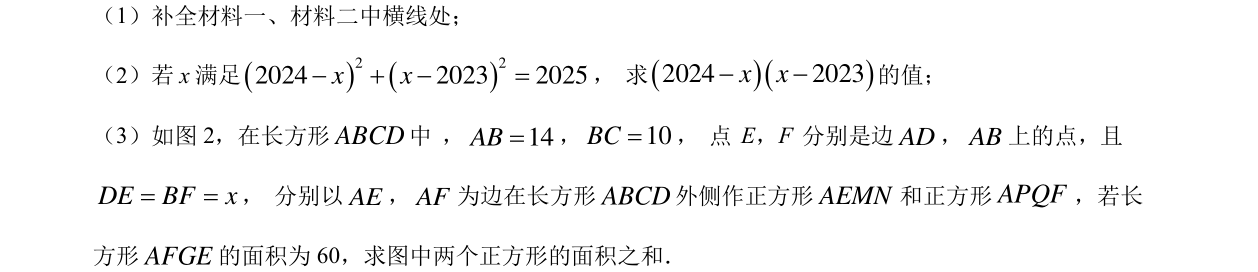 （1）补全材料一、材料二中横线处；
（2）若 x 满足(2024－x)²＋(x－2023)²＝2025， 求(2024－x)(x－2023)的值；
（3）如图 2，在长方形 ABCD 中 ， AB＝14， BC＝10， 点 E，F 分别是边 AD ， AB 上的点，且
DE＝BF＝x， 分别以 AE， AF 为边在长方形 ABCD 外侧作正方形 AEMN 和正方形 APQF ，若长
方形 AFGE 的面积为 60，求图中两个正方形的面积之和．